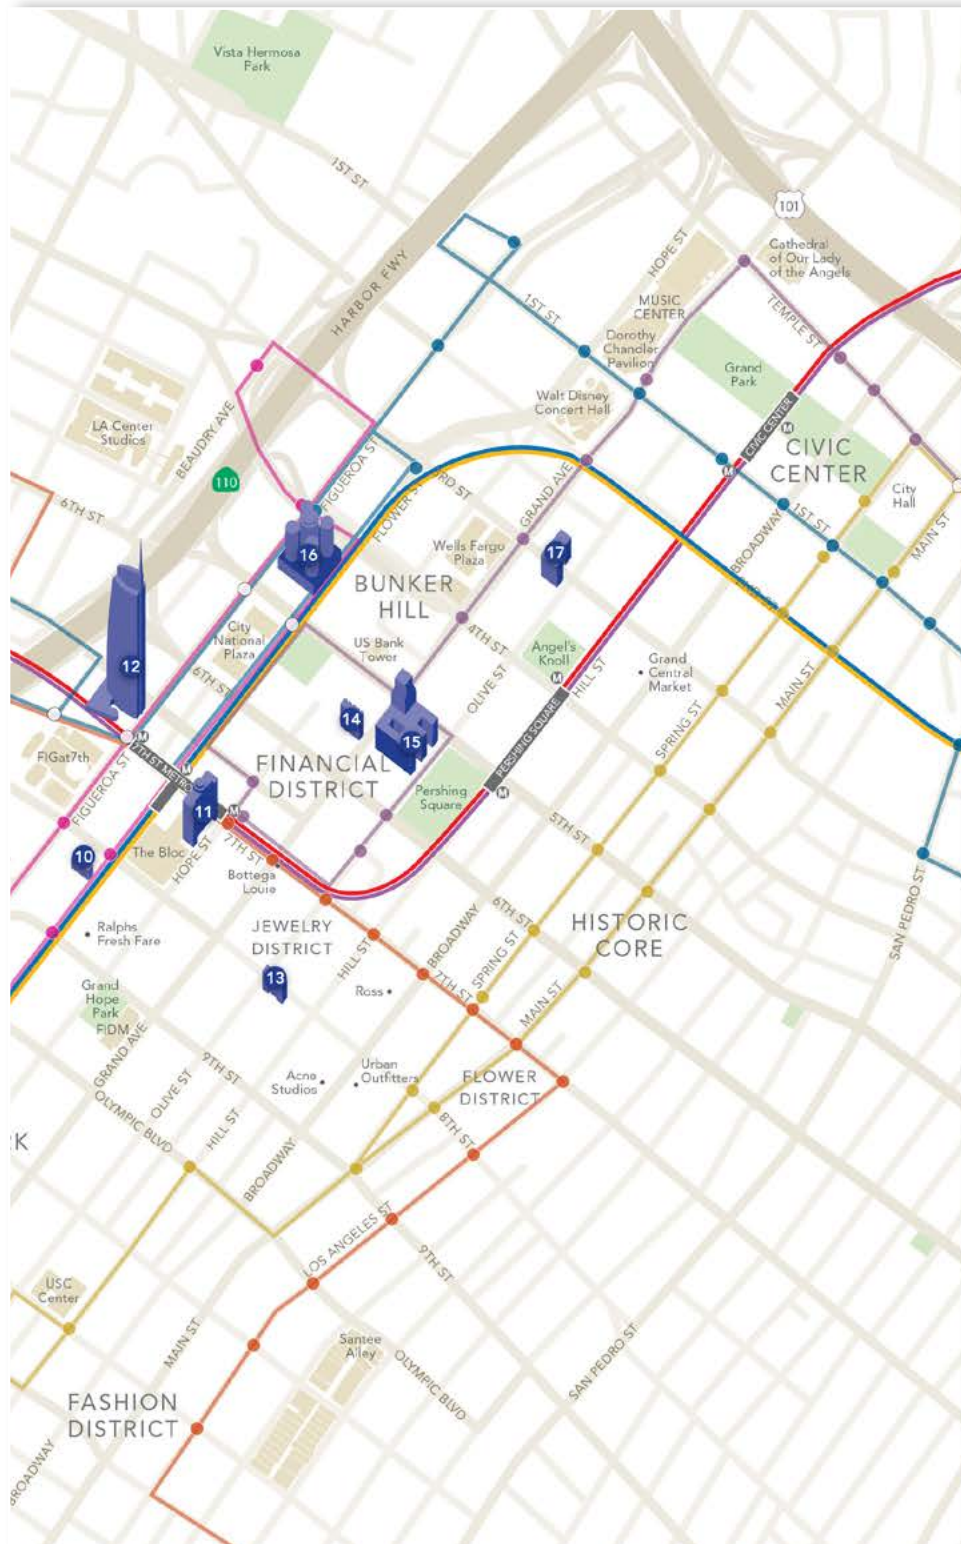 Vista Hermosa
Park
1ST ST
101
HARBOR FWY
HOPE ST
Cathedral
of Our Lady
of the Angels
MUSIC
CENTER
TEMPLE ST
1ST ST
Dorothy
Chandler
Pavilion
Grand
Park
LA Center
Studios
BEAUDRY AVE
Walt Disney
Concert Hall
CIVIC CENTER
M
M
CIVIC
CENTER
110
6TH ST
FIGUEROA ST
3RD ST
FLOWER ST
GRAND AVE
City
Hall
BROADWAY
1ST ST
MAIN ST
16
Wells Fargo
Plaza
17
BUNKER
HILL
City
National
Plaza
US Bank
Tower
4TH ST
Angel's
Knoll
M
HILL ST
Grand
Central
Market
MAIN ST
12
6TH ST
OLIVE ST
PERSHING SQUARE
SPRING ST
14
15
M
7TH ST METRO
M
FIGat7th
FIGUEROA ST
FINANCIAL
DISTRICT
Pershing
Square
M
11
M
5TH ST
10
The Bloc
HOPE ST
7TH ST
Bottega
Louie
SAN PEDRO ST
Ralphs
Fresh Fare
JEWELRY
DISTRICT
HILL ST
BROADWAY
6TH ST
SPRING ST
HISTORIC
CORE
13
Ross
7TH ST
MAIN ST
Grand
Hope
Park
FIDM
GRAND AVE
9TH ST
Acne
Studios
Urban
Outfitters
FLOWER
DISTRICT
OLYMPIC BLVD
OLIVE ST
HILL ST
8TH ST
RK
BROADWAY
LOS ANGELES ST
9TH ST
USC
Center
MAIN ST
Santee
Alley
OLYMPIC BLVD
SAN PEDRO ST
FASHION
DISTRICT
BROADWAY